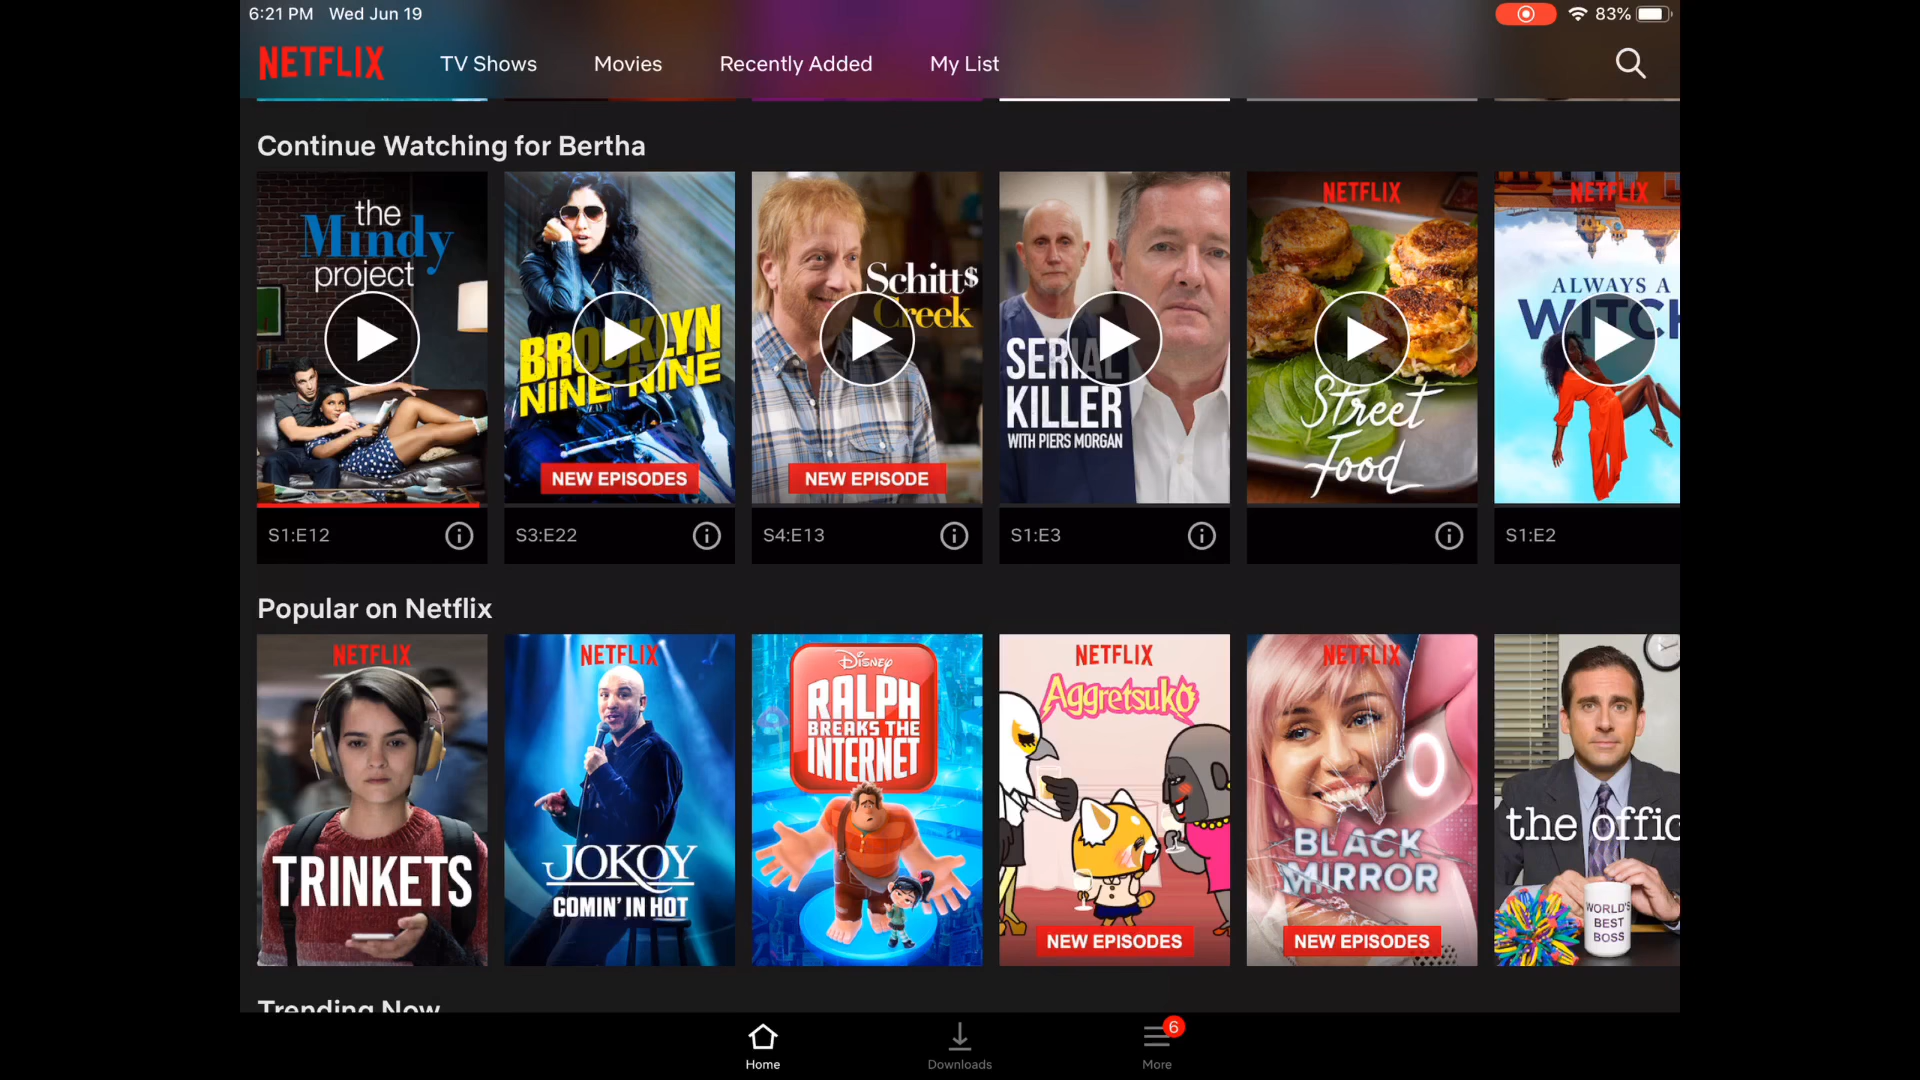 6:21 PM Wed Jun 19
83%
NETFLIX TV Shows Movies Recently Added My List
Continue Watching for Bertha
the
Mindy
project
BROOKLYN
NINE-NINE
NEW EPISODES
Schitt$
Creek
NEW EPISODE
SERIAL
KILLER
WITH PIERS MORGAN
NETFLIX
Street
Food
NETFLIX
ALWAYS A
WITCH
S1:E12
S3:E22
S4:E13
S1:E3
S1:E2
Popular on Netflix
NETFLIX
TRINKETS
NETFLIX
JOKOY
COMIN' IN HOT
DISNEY
RALPH
BREAKS THE
INTERNET
NETFLIX
Aggretsuko
NEW EPISODES
NETFLIX
BLACK
MIRROR
NEW EPISODES
the offic
WORLD'S
BEST
BOSS
Trending Now
Home
Downloads
6
More